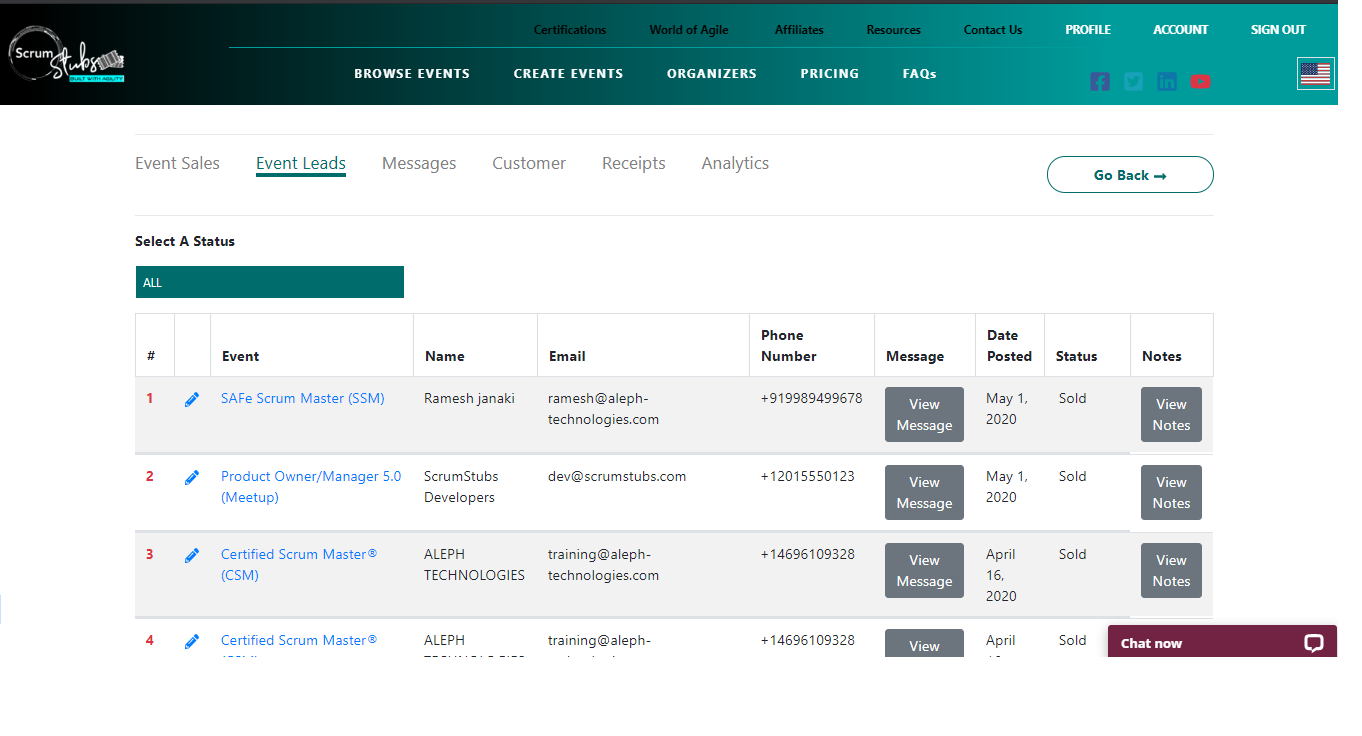 Certifications World of Agile Affiliates Resources Contact Us PROFILE ACCOUNT SIGN OUT
Scrum Stubs
BUILT WITH AGILITY
BROWSE EVENTS CREATE EVENTS ORGANIZERS PRICING FAQs
Event Sales Event Leads Messages Customer Receipts Analytics
Go Back →
Select A Status
ALL
# Event Name Email Phone Number Message Date Posted Status Notes
1 SAFe Scrum Master (SSM) Ramesh janaki ramesh@aleph-technologies.com +919989499678 View Message May 1, 2020 Sold View Notes
2 Product Owner/Manager 5.0 (Meetup) ScrumStubs Developers dev@scrumstubs.com +12015550123 View Message May 1, 2020 Sold View Notes
3 Certified Scrum Master® (CSM) ALEPH TECHNOLOGIES training@aleph-technologies.com +14696109328 View Message April 16, 2020 Sold View Notes
4 Certified Scrum Master® ALEPH training@aleph- +14696109328 View April Sold
Chat now